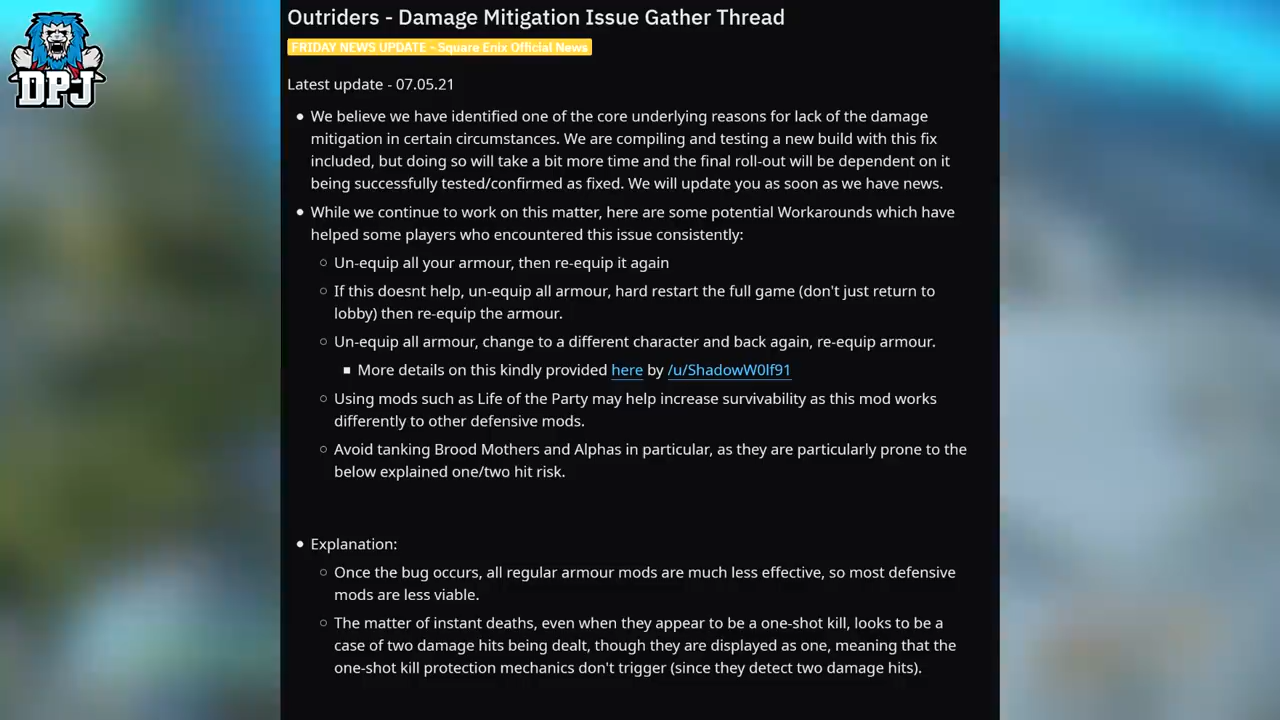 DPJ
Outriders - Damage Mitigation Issue Gather Thread
FRIDAY NEWS UPDATE - Square Enix Official News
Latest update - 07.05.21
• We believe we have identified one of the core underlying reasons for lack of the damage
mitigation in certain circumstances. We are compiling and testing a new build with this fix
included, but doing so will take a bit more time and the final roll-out will be dependent on it
being successfully tested/confirmed as fixed. We will update you as soon as we have news.
• While we continue to work on this matter, here are some potential Workarounds which have
helped some players who encountered this issue consistently:
○ Un-equip all your armour, then re-equip it again
○ If this doesnt help, un-equip all armour, hard restart the full game (don't just return to
lobby) then re-equip the armour.
○ Un-equip all armour, change to a different character and back again, re-equip armour.
■ More details on this kindly provided here by /u/ShadowW0lf91
○ Using mods such as Life of the Party may help increase survivability as this mod works
differently to other defensive mods.
○ Avoid tanking Brood Mothers and Alphas in particular, as they are particularly prone to the
below explained one/two hit risk.
• Explanation:
○ Once the bug occurs, all regular armour mods are much less effective, so most defensive
mods are less viable.
○ The matter of instant deaths, even when they appear to be a one-shot kill, looks to be a
case of two damage hits being dealt, though they are displayed as one, meaning that the
one-shot kill protection mechanics don't trigger (since they detect two damage hits).